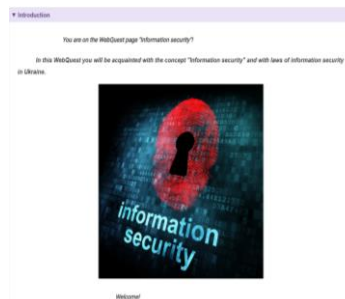 ▾ Introduction
You are on the WebQuest page "Information security"!
In this WebQuest you will be acquainted with the concept "Information security" and with laws of information security
in Ukraine.
information
security
Welcome!